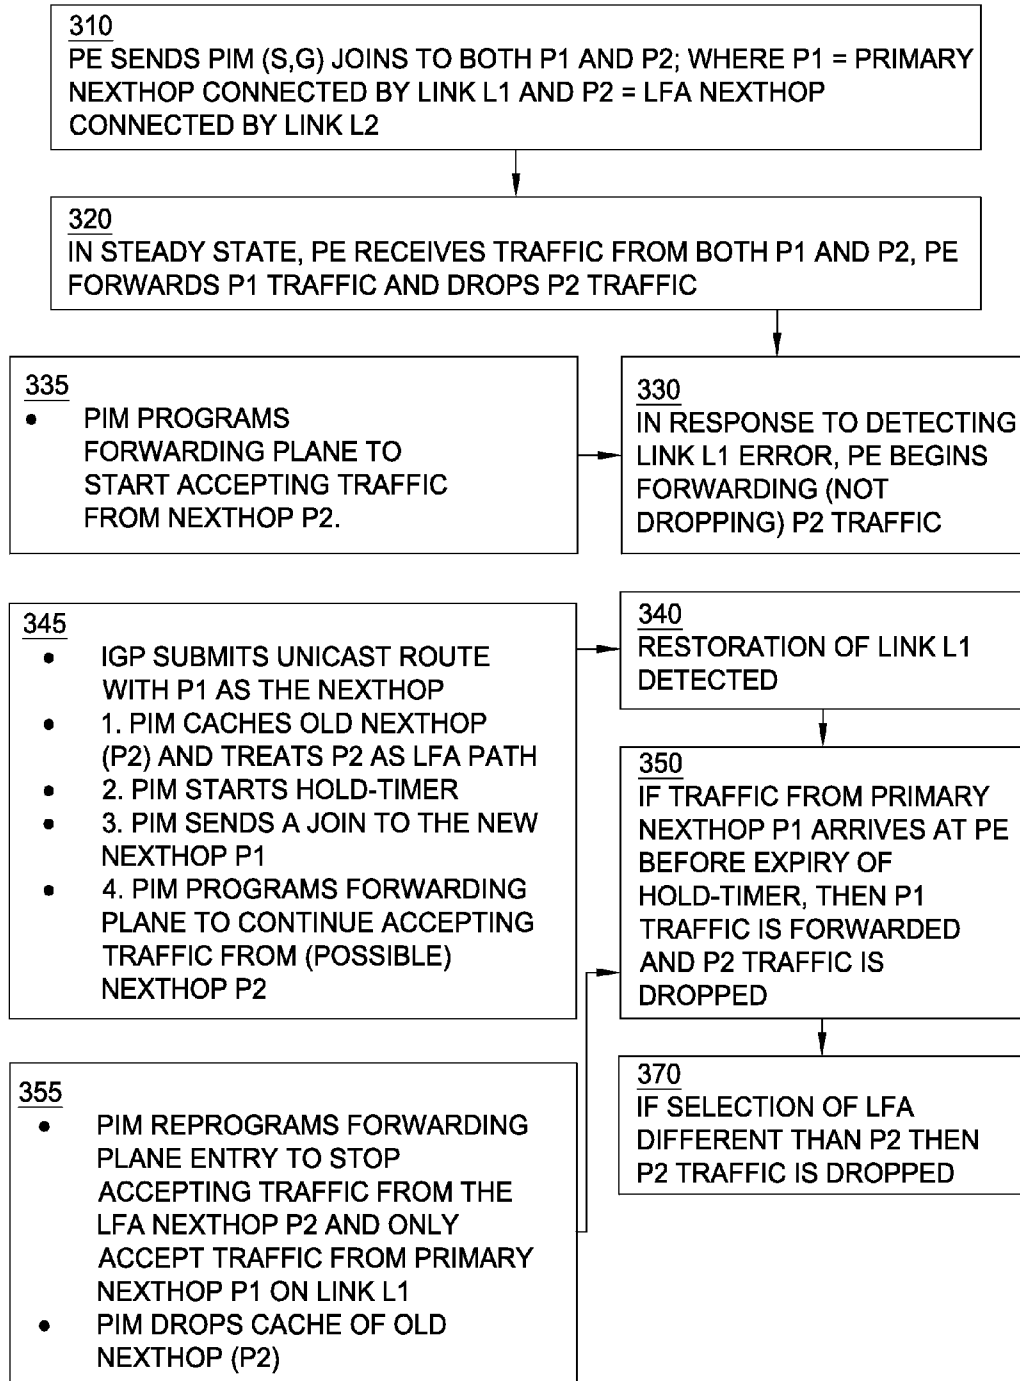 310
PE SENDS PIM (S,G) JOINS TO BOTH P1 AND P2; WHERE P1 = PRIMARY
NEXTHOP CONNECTED BY LINK L1 AND P2 = LFA NEXTHOP
CONNECTED BY LINK L2
320
IN STEADY STATE, PE RECEIVES TRAFFIC FROM BOTH P1 AND P2, PE
FORWARDS P1 TRAFFIC AND DROPS P2 TRAFFIC
335
• PIM PROGRAMS
FORWARDING PLANE TO
START ACCEPTING TRAFFIC
FROM NEXTHOP P2.
330
IN RESPONSE TO DETECTING
LINK L1 ERROR, PE BEGINS
FORWARDING (NOT
DROPPING) P2 TRAFFIC
345
• IGP SUBMITS UNICAST ROUTE
WITH P1 AS THE NEXTHOP
• 1. PIM CACHES OLD NEXTHOP
(P2) AND TREATS P2 AS LFA PATH
• 2. PIM STARTS HOLD-TIMER
• 3. PIM SENDS A JOIN TO THE NEW
NEXTHOP P1
• 4. PIM PROGRAMS FORWARDING
PLANE TO CONTINUE ACCEPTING
TRAFFIC FROM (POSSIBLE)
NEXTHOP P2
340
RESTORATION OF LINK L1
DETECTED
350
IF TRAFFIC FROM PRIMARY
NEXTHOP P1 ARRIVES AT PE
BEFORE EXPIRY OF
HOLD-TIMER, THEN P1
TRAFFIC IS FORWARDED
AND P2 TRAFFIC IS
DROPPED
355
• PIM REPROGRAMS FORWARDING
PLANE ENTRY TO STOP
ACCEPTING TRAFFIC FROM THE
LFA NEXTHOP P2 AND ONLY
ACCEPT TRAFFIC FROM PRIMARY
NEXTHOP P1 ON LINK L1
• PIM DROPS CACHE OF OLD
NEXTHOP (P2)
370
IF SELECTION OF LFA
DIFFERENT THAN P2 THEN
P2 TRAFFIC IS DROPPED